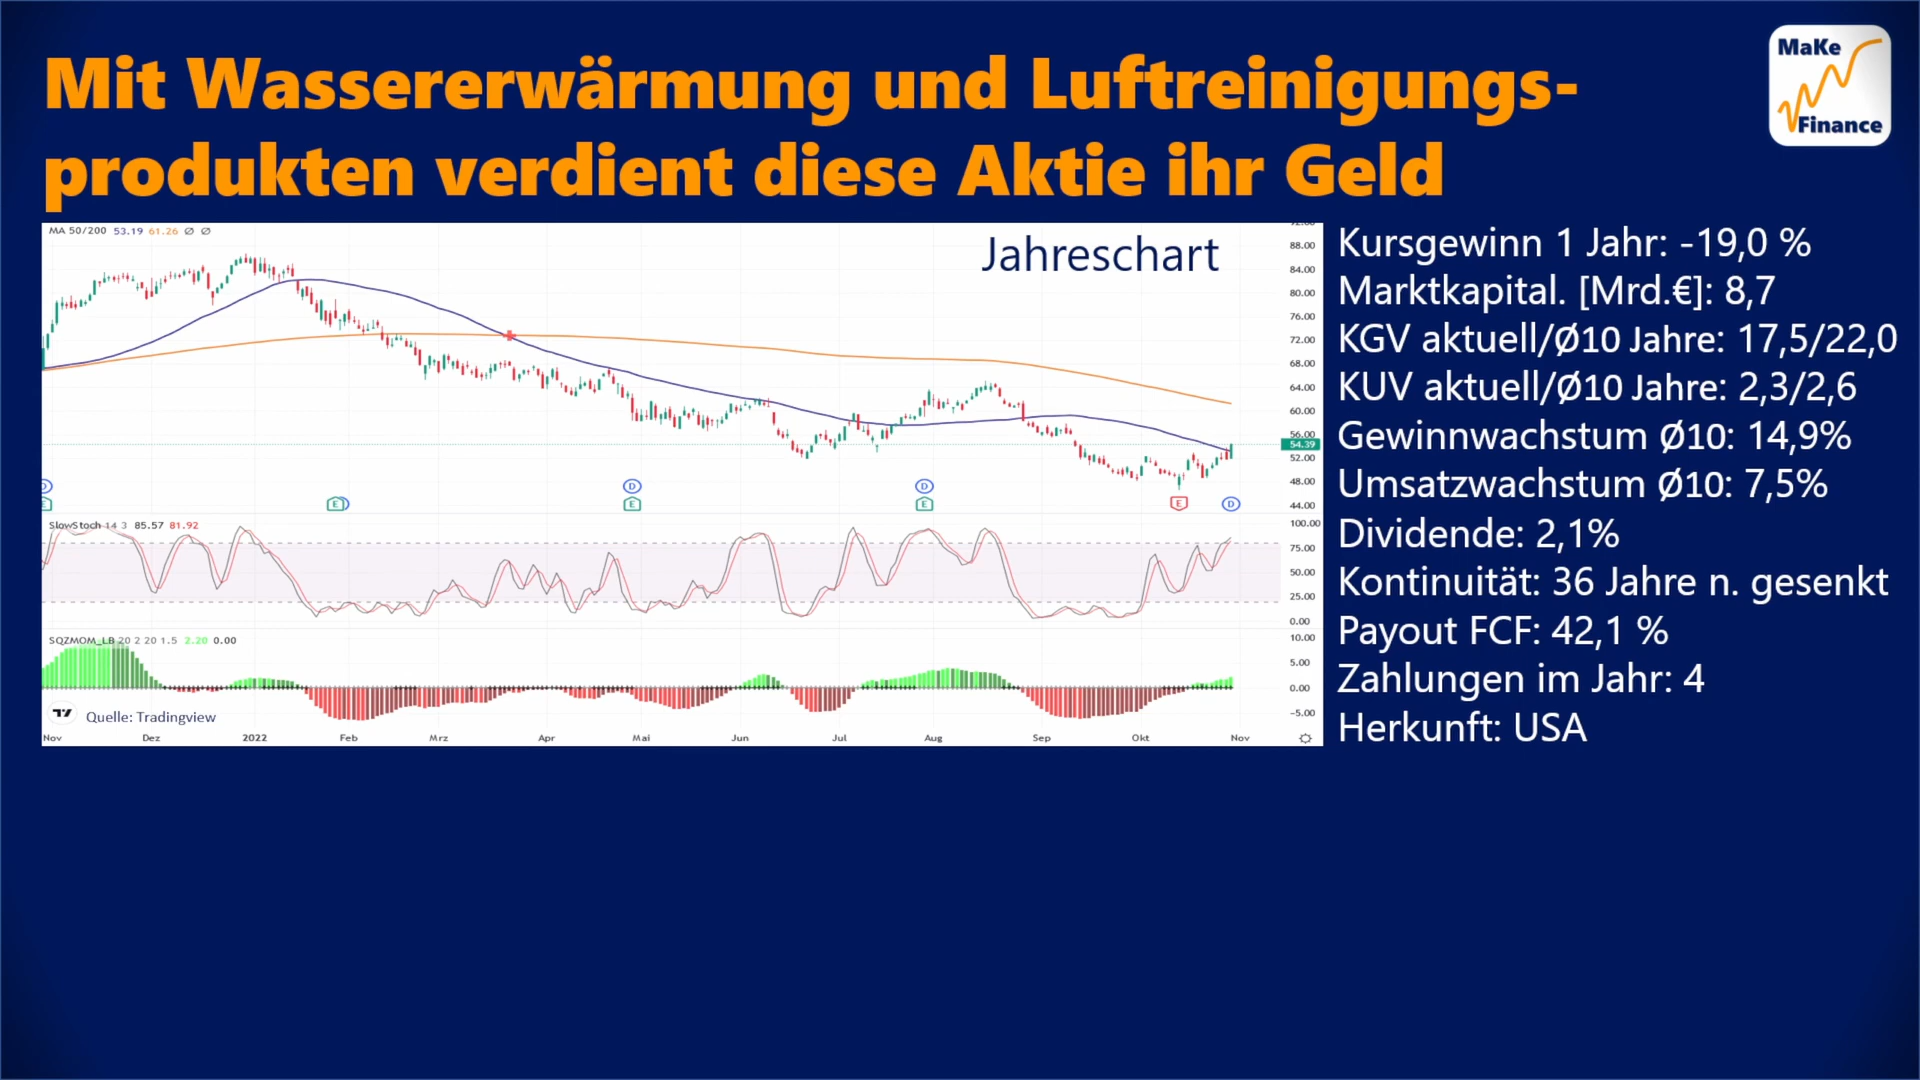 Mit Wassererwärmung und Luftreinigungs-
produkten verdient diese Aktie ihr Geld
MaKe
Finance
MA 50/200 53.19 61.26 Ø Ø
Jahreschart
88.00
84.00
80.00
76.00
72.00
68.00
64.00
60.00
56.00
54.39
52.00
48.00
44.00
D
E
E
D
E
D
E
E
D
SlowStoch 14 3 85.57 81.92
100.00
75.00
50.00
25.00
0.00
SQZMOM_LB 20 2 20 1.5 2.20 0.00
10.00
5.00
0.00
−5.00
Quelle: Tradingview
Nov Dez 2022 Feb Mrz Apr Mai Jun Jul Aug Sep Okt Nov
Kursgewinn 1 Jahr: -19,0 %
Marktkapital. [Mrd.€]: 8,7
KGV aktuell/Ø10 Jahre: 17,5/22,0
KUV aktuell/Ø10 Jahre: 2,3/2,6
Gewinnwachstum Ø10: 14,9%
Umsatzwachstum Ø10: 7,5%
Dividende: 2,1%
Kontinuität: 36 Jahre n. gesenkt
Payout FCF: 42,1 %
Zahlungen im Jahr: 4
Herkunft: USA